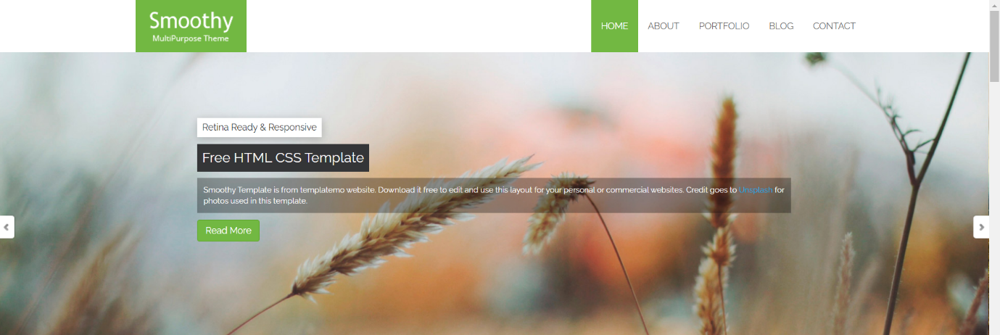 Smoothy
MultiPurpose Theme
HOME ABOUT PORTFOLIO BLOG CONTACT
Retina Ready & Responsive
Free HTML CSS Template
Smoothy Template is from templatemo website. Download it free to edit and use this layout for your personal or commercial websites. Credit goes to Unsplash for
photos used in this template.
Read More